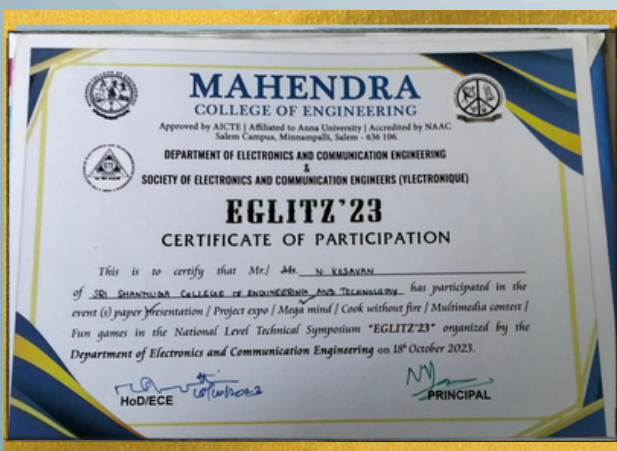 MAHENDRA
COLLEGE OF ENGINEERING
Approved by AICTE | Affiliated to Anna University | Accredited by NAAC
Salem Campus, Minnampalli, Salem - 636 106.
DEPARTMENT OF ELECTRONICS AND COMMUNICATION ENGINEERING
&
SOCIETY OF ELECTRONICS AND COMMUNICATION ENGINEERS (YLECTRONIQUE)
EGLITZ'23
CERTIFICATE OF PARTICIPATION
This is to certify that Mr./ Ms. N. KESAVAN
of SRI SHANMUGA COLLEGE OF ENGINEERING AND TECHNOLOGY has participated in the
event (s) paper presentation / Project expo / Mega mind / Cook without fire / Multimedia contest /
Fun games in the National Level Technical Symposium "EGLITZ'23" organized by the
Department of Electronics and Communication Engineering on 18th October 2023.
HoD/ECE
PRINCIPAL